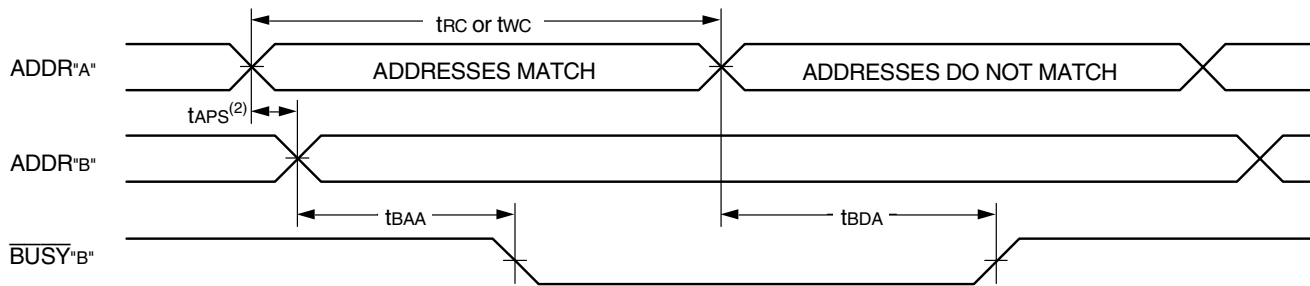 tRC or tWC
ADDR"A"
ADDRESSES MATCH
ADDRESSES DO NOT MATCH
tAPS(2)
ADDR"B"
tBAA
tBDA
BUSY"B"